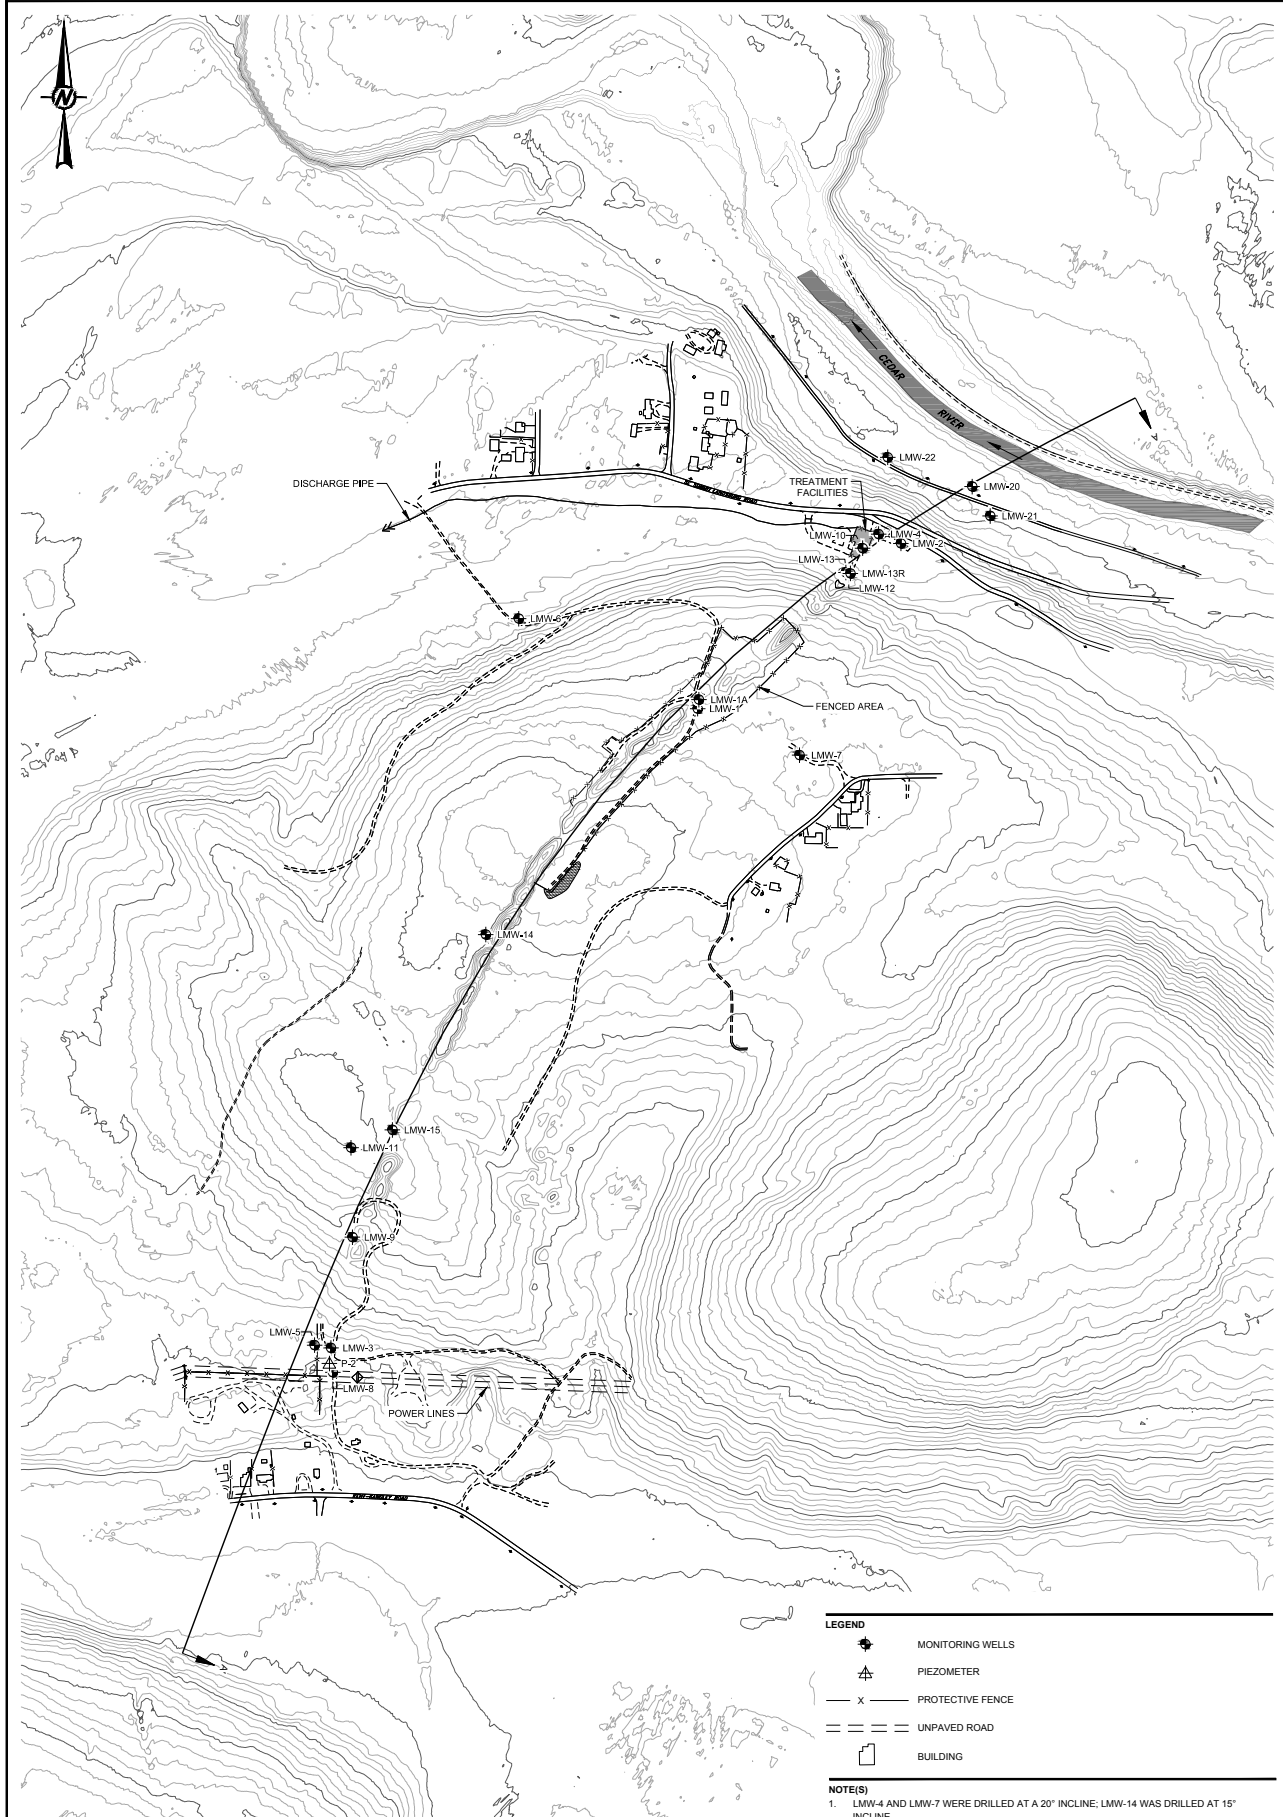 N
CEDAR
RIVER
LMW-22
LMW-20
LMW-21
DISCHARGE PIPE
TREATMENT
FACILITIES
LMW-10
LMW-4
LMW-2
LMW-13
LMW-13R
LMW-12
LMW-6
LMW-1A
LMW-1
FENCED AREA
LMW-7
LMW-14
LMW-15
LMW-11
LMW-9
LMW-5
LMW-3
P-2
LMW-8
POWER LINES
LEGEND
MONITORING WELLS
PIEZOMETER
X PROTECTIVE FENCE
UNPAVED ROAD
BUILDING
NOTE(S)
1. LMW-4 AND LMW-7 WERE DRILLED AT A 20° INCLINE; LMW-14 WAS DRILLED AT 15°
INCLINE